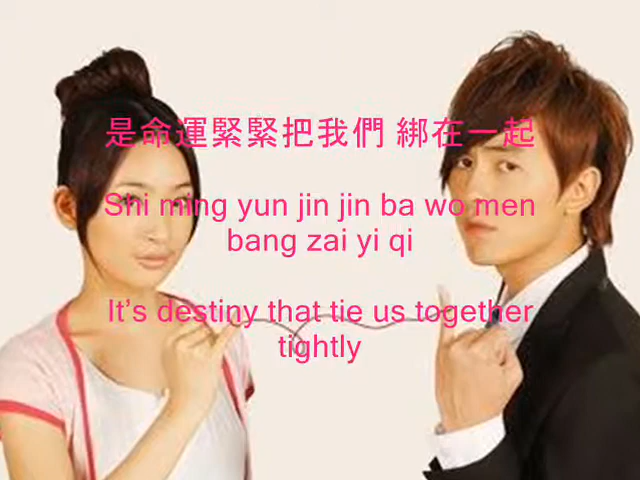 是命運緊緊把我們 綁在一起
Shi ming yun jin jin ba wo men
bang zai yi qi
It's destiny that tie us together
tightly